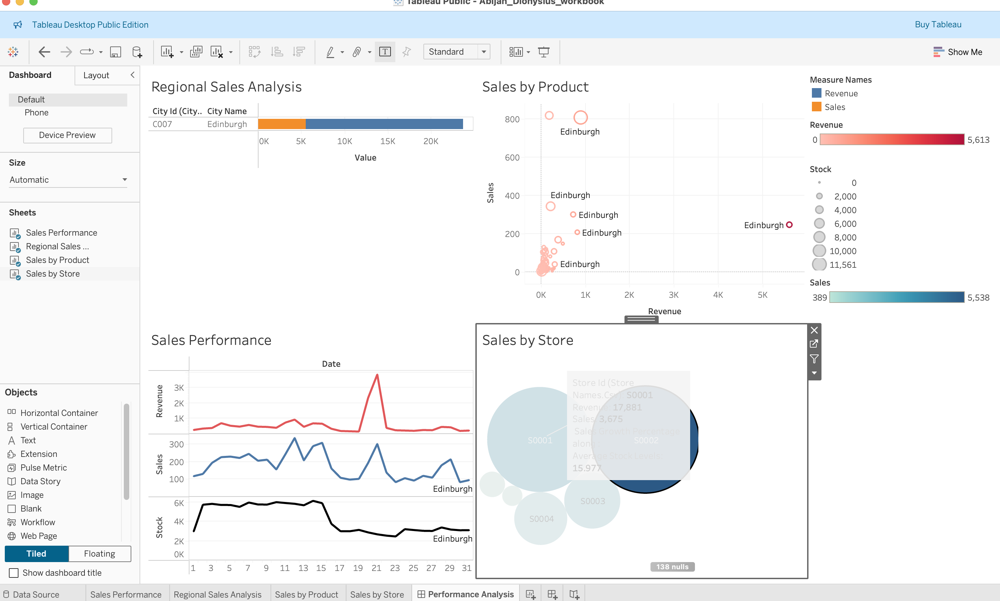 Tableau Public - Abijah_Dionysius_workbook
Tableau Desktop Public Edition
Buy Tableau
Standard
Show Me
Dashboard
Layout
Default
Phone
Device Preview
Size
Automatic
Sheets
Sales Performance
Regional Sales ...
Sales by Product
Sales by Store
Objects
Horizontal Container
Vertical Container
Text
Extension
Pulse Metric
Data Story
Image
Blank
Workflow
Web Page
Tiled
Floating
Show dashboard title
Regional Sales Analysis
City Id (City.. City Name
C007 Edinburgh
0K 5K 10K 15K 20K
Value
Sales by Product
800
600
400
200
0
Sales
Edinburgh
Edinburgh
Edinburgh
Edinburgh
Edinburgh
Edinburgh
0K 1K 2K 3K 4K 5K
Revenue
Measure Names
Revenue
Sales
Revenue
0 5,613
Stock
0
2,000
4,000
6,000
8,000
10,000
11,561
Sales
389 5,538
Sales Performance
Date
Revenue
3K
2K
1K
Sales
300
200
100
Edinburgh
Stock
6K
4K
2K
0K
Edinburgh
1 3 5 7 9 11 13 15 17 19 21 23 25 27 29 31
Sales by Store
Store Id (Store
Names.Csv): S0001
Revenue: 17,881
Sales: 3,675
Sales Growth Percentage
along:
Average Stock Levels:
15.977
S0001
S0002
S0003
S0004
138 nulls
Data Source
Sales Performance
Regional Sales Analysis
Sales by Product
Sales by Store
Performance Analysis